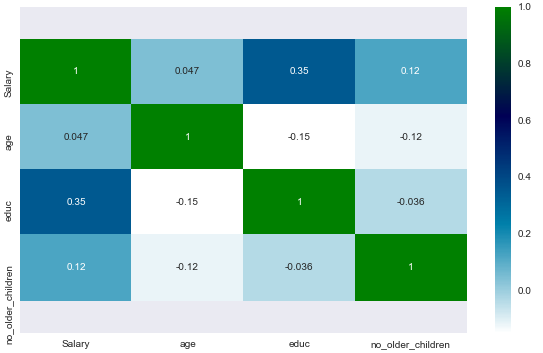 1.0
Salary 1 0.047 0.35 0.12
0.8
age 0.047 1 -0.15 -0.12
0.6
0.4
educ 0.35 -0.15 1 -0.036
0.2
no_older_children 0.12 -0.12 -0.036 1
0.0
Salary age educ no_older_children